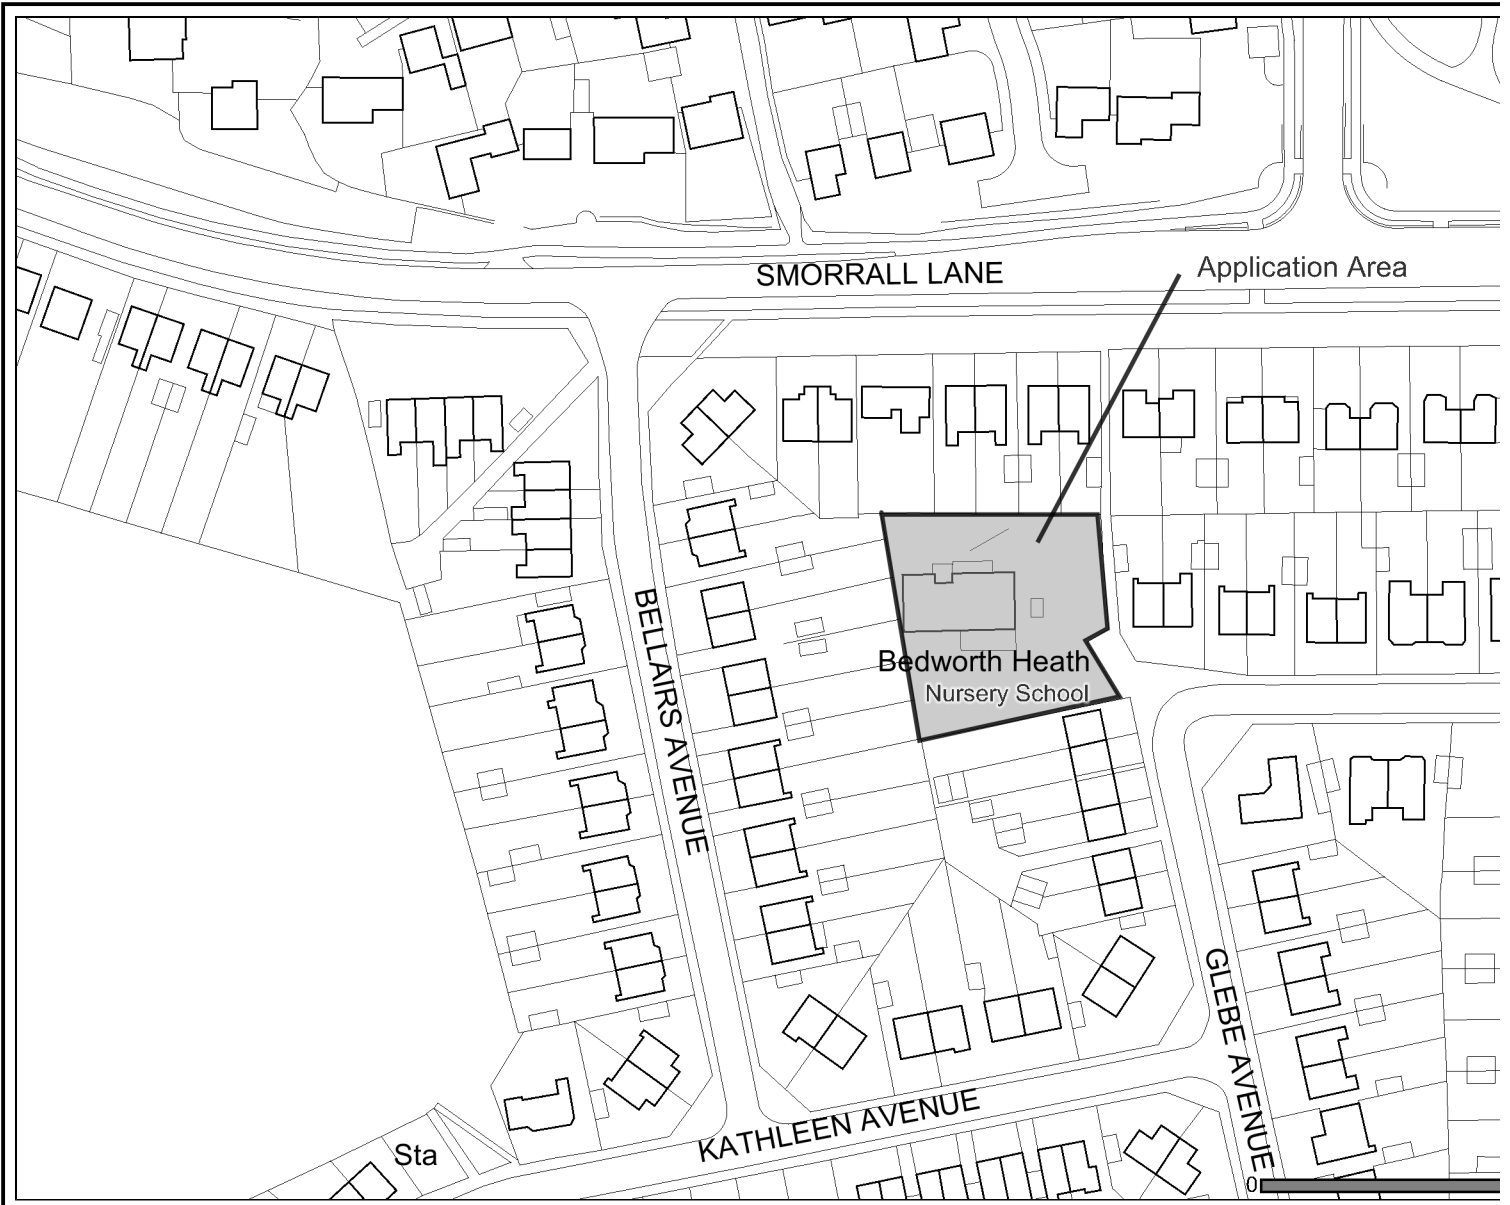 SMORRALL LANE
Application Area
BELLAIRS AVENUE
Bedworth Heath
Nursery School
GLEBE AVENUE
KATHLEEN AVENUE
Sta
0